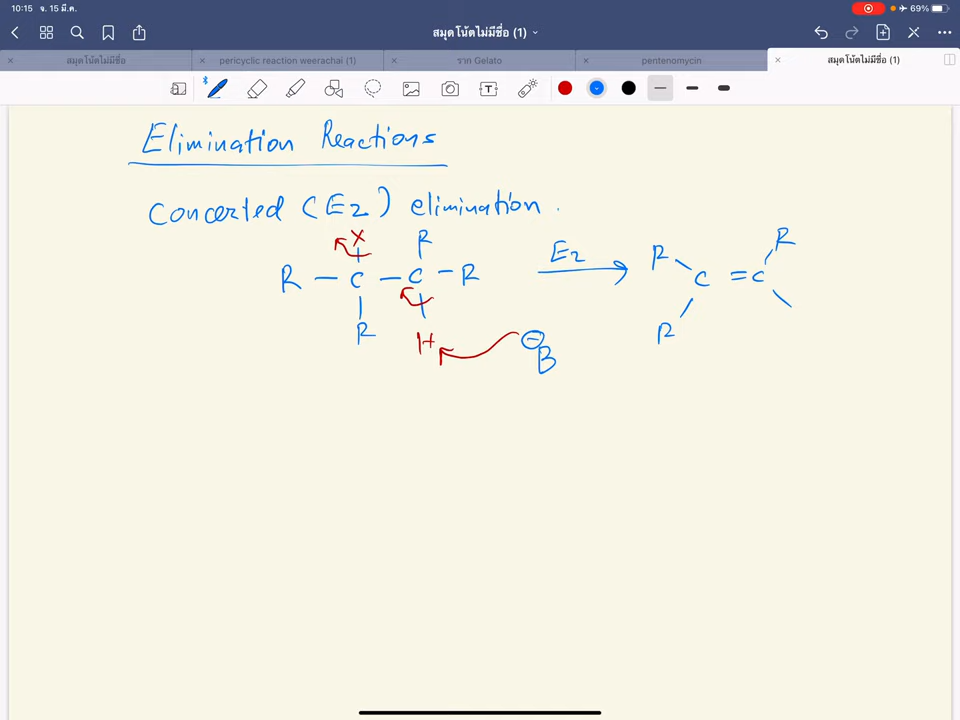 10:15 จ. 15 มี.ค. 69%
สมุดโน้ตไม่มีชื่อ (1)
สมุดโน้ตไม่มีชื่อ pericyclic reaction weerachai (1) ราก Gelato pentenomycin สมุดโน้ตไม่มีชื่อ (1)
T
Elimination Reactions
concerted (E2) elimination.
X R E2 R R
R — C — C — R C = C
R H ⊖ R
B